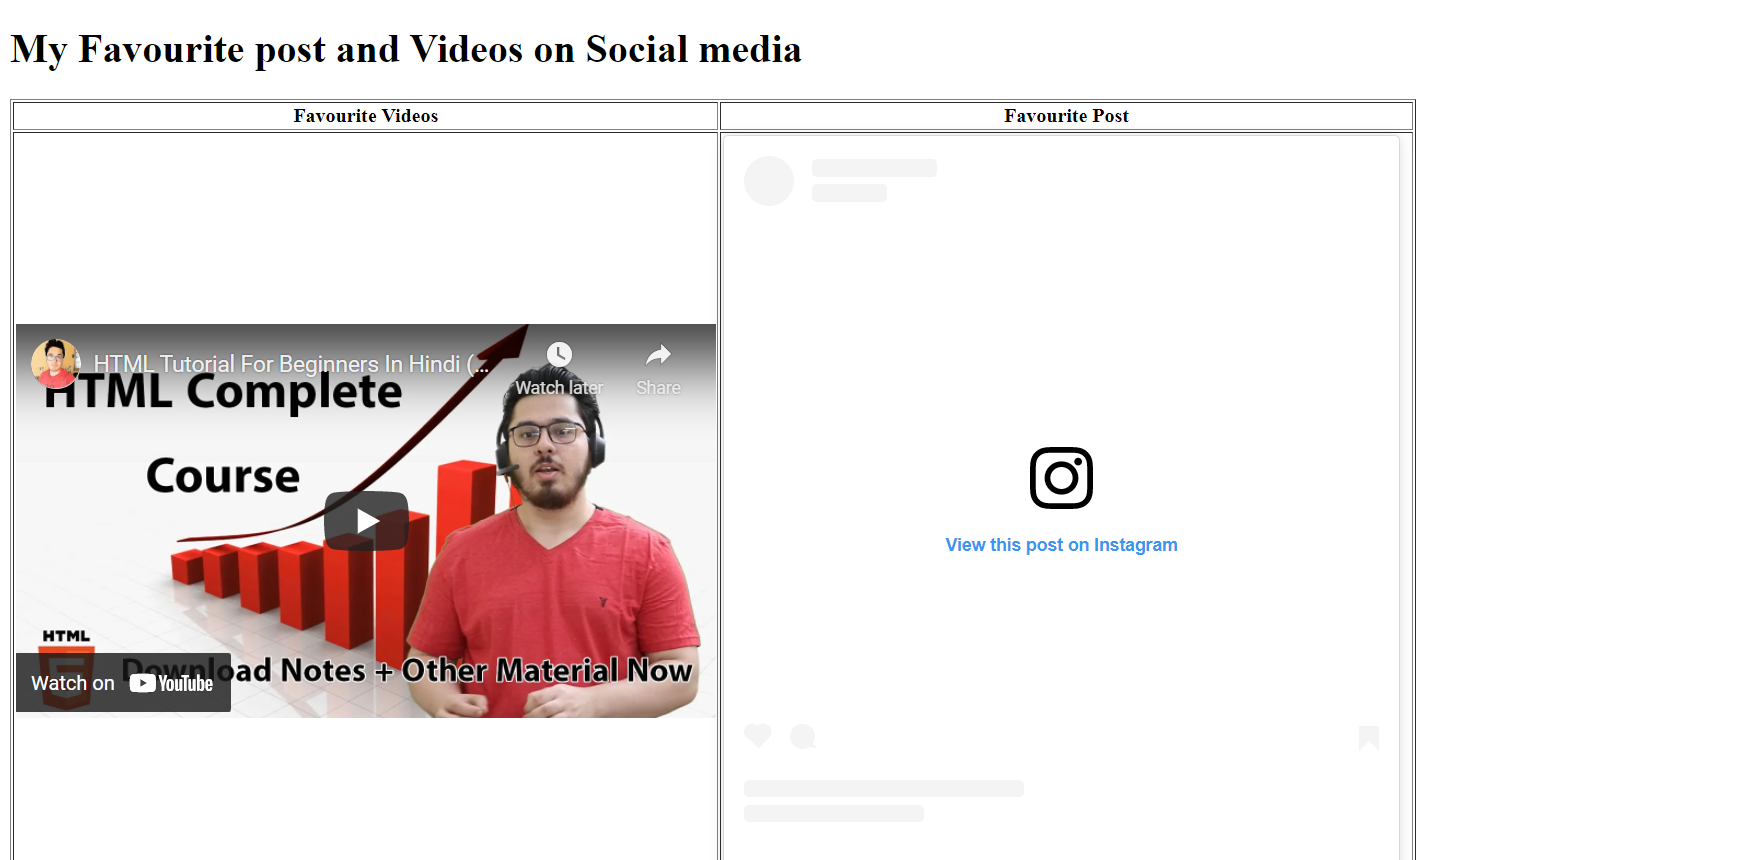 My Favourite post and Videos on Social media
Favourite Videos
Favourite Post
HTML Tutorial For Beginners In Hindi (...
Watch later
Share
HTML Complete
Course
View this post on Instagram
HTML
Download Notes + Other Material Now
Watch on YouTube